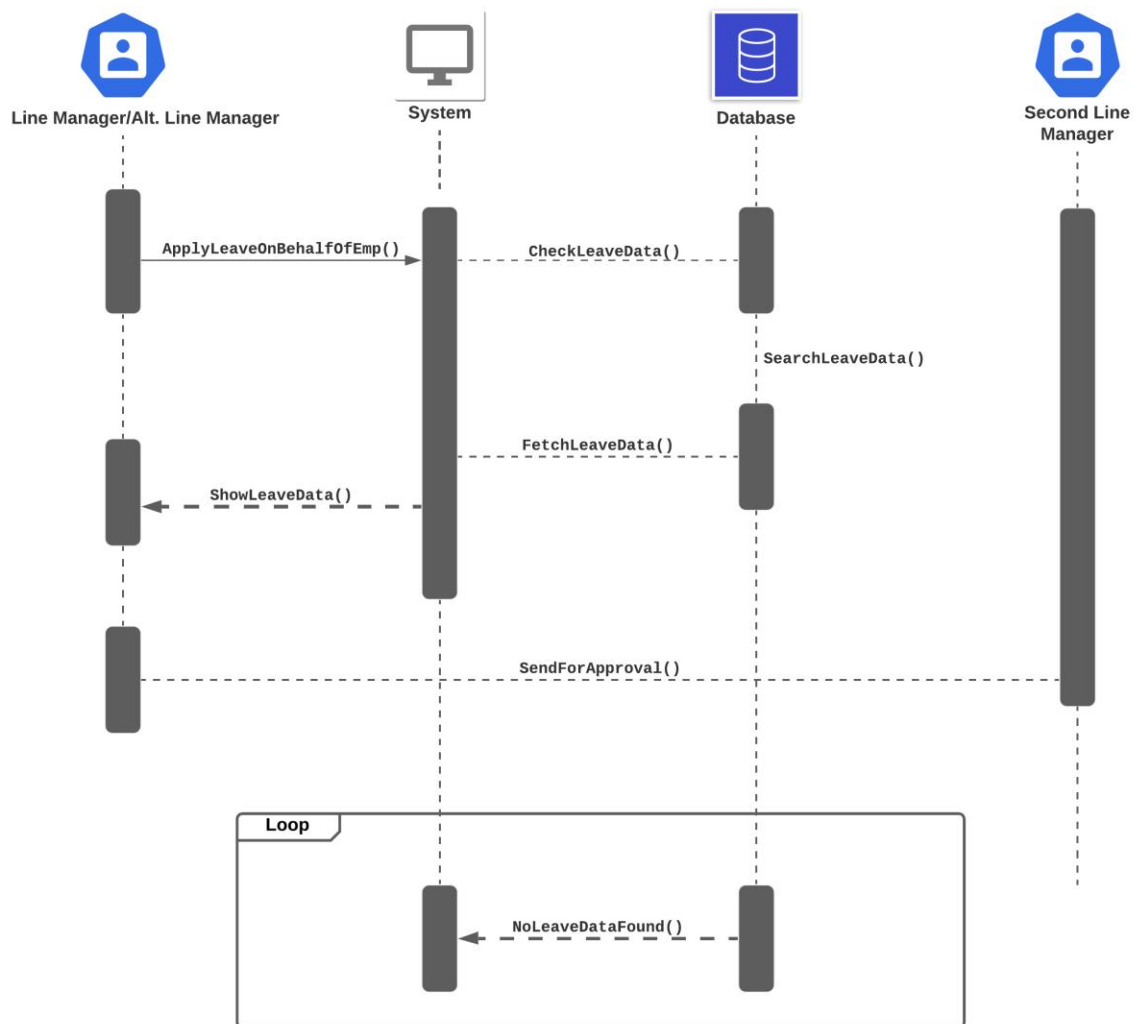 Line Manager/Alt. Line Manager
System
Database
Second Line
Manager
ApplyLeaveOnBehalfOfEmp()
CheckLeaveData()
SearchLeaveData()
FetchLeaveData()
ShowLeaveData()
SendForApproval()
Loop
NoLeaveDataFound()